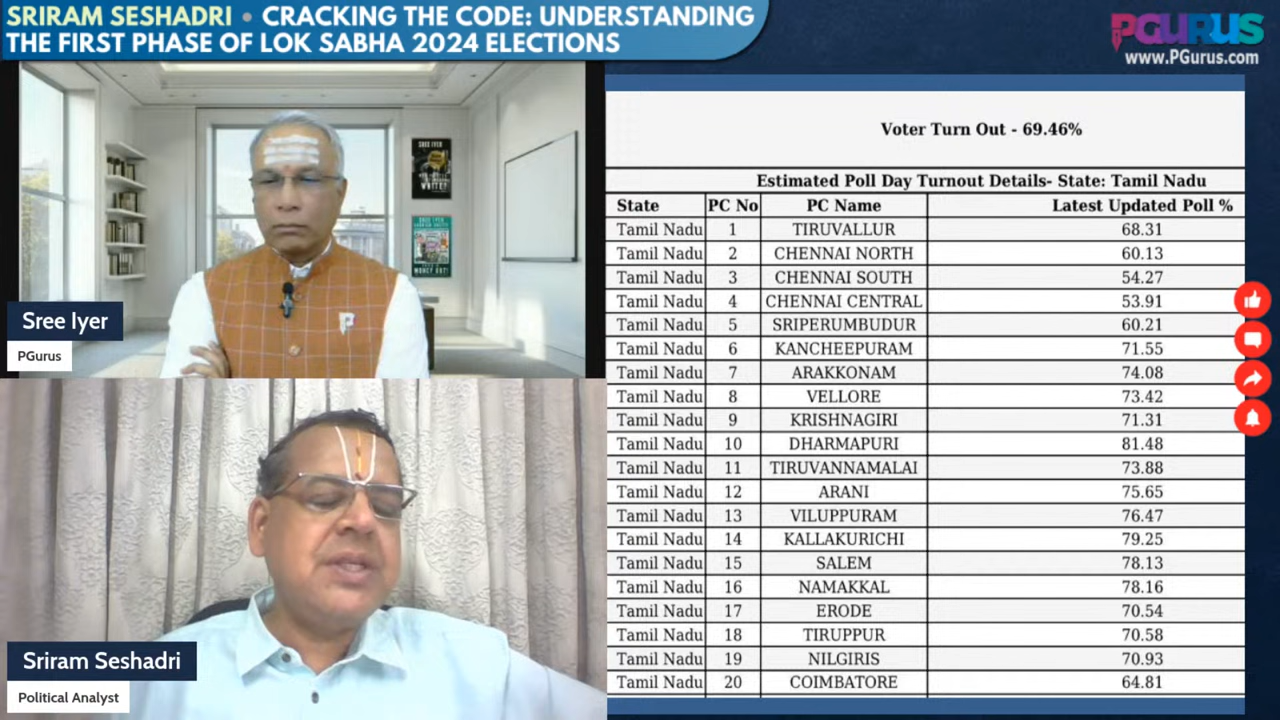 SRIRAM SESHADRI • CRACKING THE CODE: UNDERSTANDING
THE FIRST PHASE OF LOK SABHA 2024 ELECTIONS
PGURUS
www.PGurus.com
SREE IYER
SREE IYER
Sree Iyer
PGurus
Sriram Seshadri
Political Analyst
Voter Turn Out - 69.46%
Estimated Poll Day Turnout Details- State: Tamil Nadu
State PC No PC Name Latest Updated Poll %
Tamil Nadu 1 TIRUVALLUR 68.31
Tamil Nadu 2 CHENNAI NORTH 60.13
Tamil Nadu 3 CHENNAI SOUTH 54.27
Tamil Nadu 4 CHENNAI CENTRAL 53.91
Tamil Nadu 5 SRIPERUMBUDUR 60.21
Tamil Nadu 6 KANCHEEPURAM 71.55
Tamil Nadu 7 ARAKKONAM 74.08
Tamil Nadu 8 VELLORE 73.42
Tamil Nadu 9 KRISHNAGIRI 71.31
Tamil Nadu 10 DHARMAPURI 81.48
Tamil Nadu 11 TIRUVANNAMALAI 73.88
Tamil Nadu 12 ARANI 75.65
Tamil Nadu 13 VILUPPURAM 76.47
Tamil Nadu 14 KALLAKURICHI 79.25
Tamil Nadu 15 SALEM 78.13
Tamil Nadu 16 NAMAKKAL 78.16
Tamil Nadu 17 ERODE 70.54
Tamil Nadu 18 TIRUPPUR 70.58
Tamil Nadu 19 NILGIRIS 70.93
Tamil Nadu 20 COIMBATORE 64.81